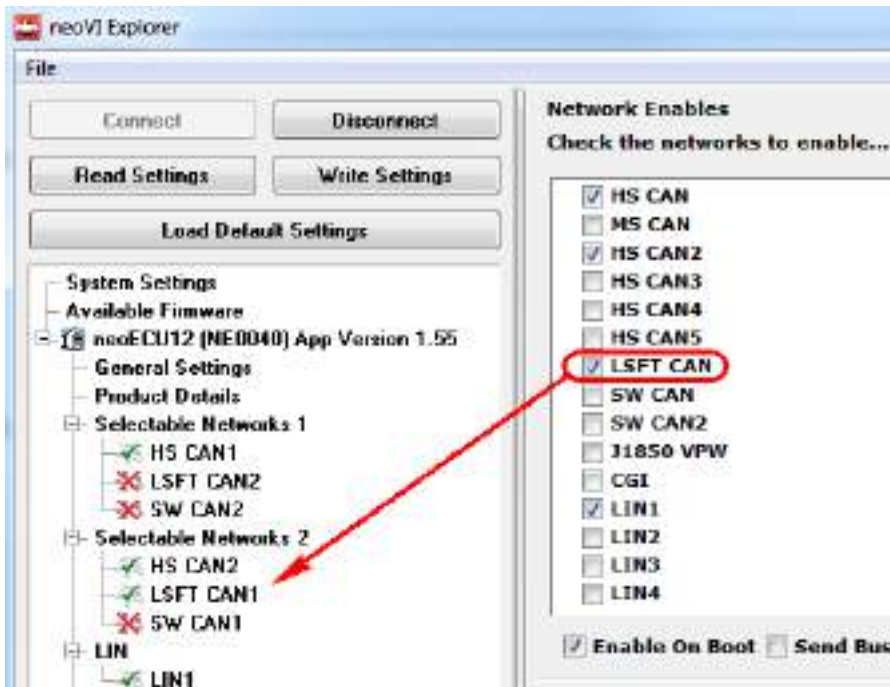 neoVI Explorer
File
Connect
Disconnect
Read Settings
Write Settings
Load Default Settings
System Settings
Available Firmware
neoECU12 (NE0040) App Version 1.55
General Settings
Product Details
Selectable Networks 1
HS CAN1
LSFT CAN2
SW CAN2
Selectable Networks 2
HS CAN2
LSFT CAN1
SW CAN1
LIN
LIN1
Network Enables
Check the networks to enable...
HS CAN
MS CAN
HS CAN2
HS CAN3
HS CAN4
HS CAN5
LSFT CAN
SW CAN
SW CAN2
J1850 VPW
CGI
LIN1
LIN2
LIN3
LIN4
Enable On Boot
Send Bus